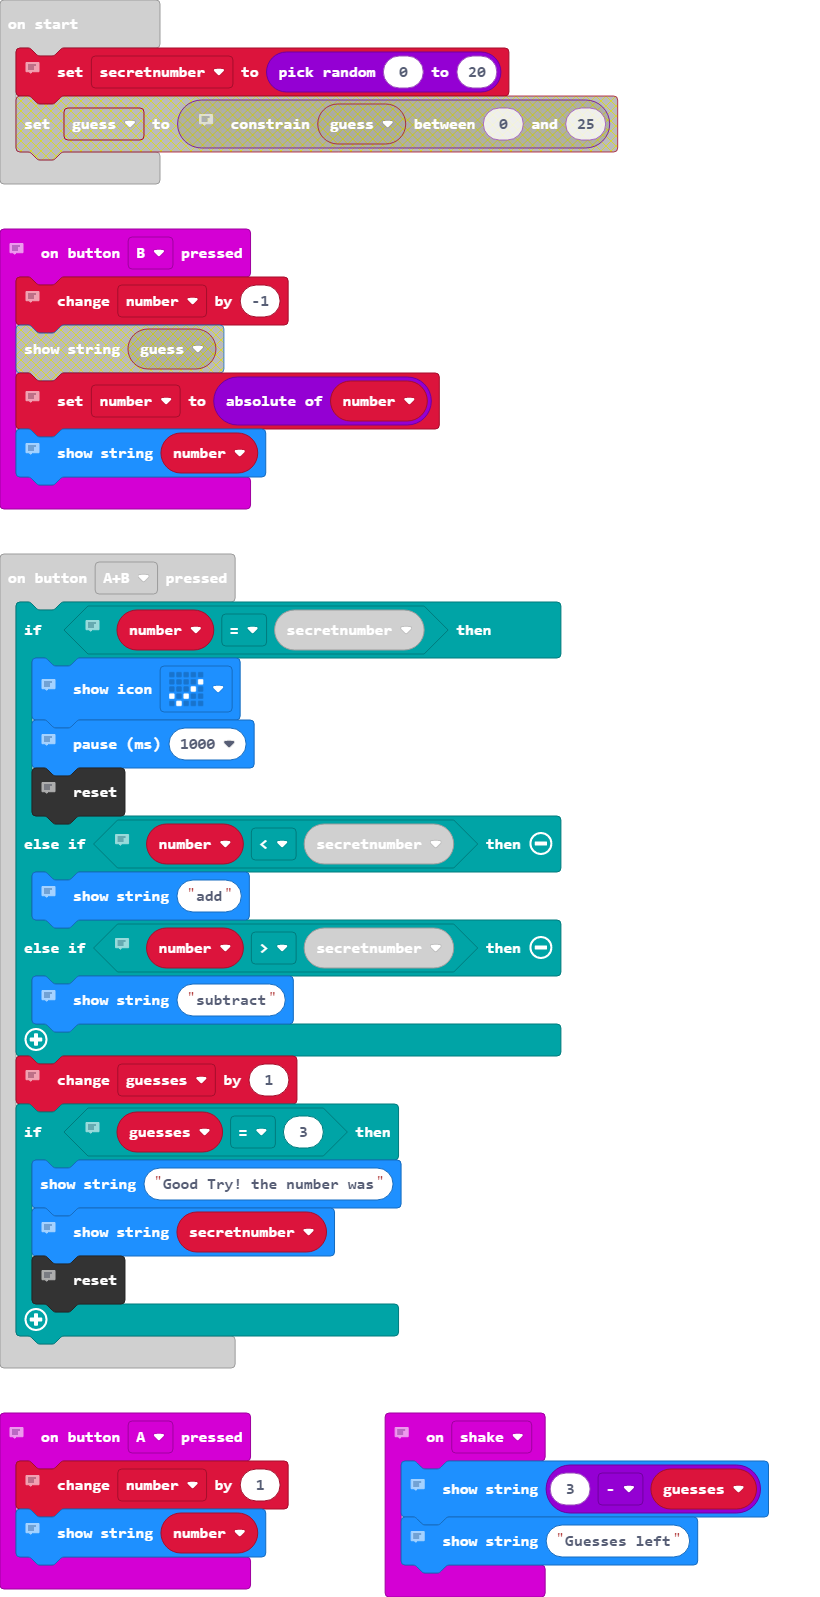 on start
set secretnumber to pick random 0 to 20
set guess to constrain guess between 0 and 25
on button B pressed
change number by -1
show string guess
set number to absolute of number
show string number
on button A+B pressed
if number = secretnumber then
show icon
pause (ms) 1000
reset
else if number < secretnumber then
show string "add"
else if number > secretnumber then
show string "subtract"
change guesses by 1
if guesses = 3 then
show string "Good Try! the number was"
show string secretnumber
reset
on button A pressed
change number by 1
show string number
on shake
show string 3 - guesses
show string "Guesses left"